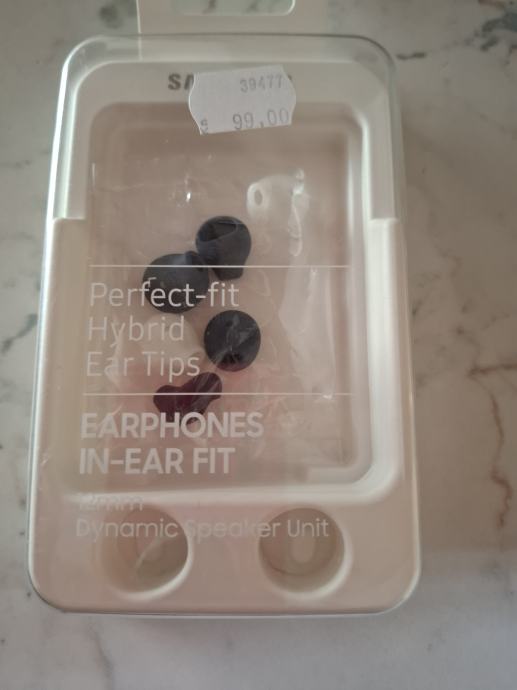 SA
39477
$ 99,00
Perfect-fit
Hybrid
Ear Tips
EARPHONES
IN-EAR FIT
12mm
Dynamic Speaker Unit